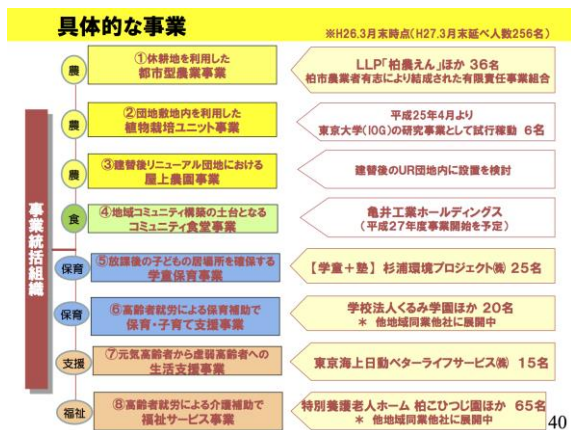 具体的な事業
※H26.3月末時点(H27.3月末延べ人数256名)
事業統括組織
農
①休耕地を利用した
都市型農業事業
LLP「柏農えん」ほか 36名
柏市農業者有志により結成された有限責任事業組合
農
②団地敷地内を利用した
植物栽培ユニット事業
平成25年4月より
東京大学(IOG)の研究事業として試行稼動 6名
農
③建替後リニューアル団地における
屋上農園事業
建替後のUR団地内に設置を検討
食
④地域コミュニティ構築の土台となる
コミュニティ食堂事業
亀井工業ホールディングス
(平成27年度事業開始を予定)
保育
⑤放課後の子どもの居場所を確保する
学童保育事業
【学童+塾】杉浦環境プロジェクト㈱ 25名
保育
⑥高齢者就労による保育補助で
保育・子育て支援事業
学校法人くるみ学園ほか 20名
* 他地域同業他社に展開中
支援
⑦元気高齢者から虚弱高齢者への
生活支援事業
東京海上日動ベターライフサービス㈱ 15名
福祉
⑧高齢者就労による介護補助で
福祉サービス事業
特別養護老人ホーム 柏こひつじ園ほか 65名
* 他地域同業他社に展開中
40